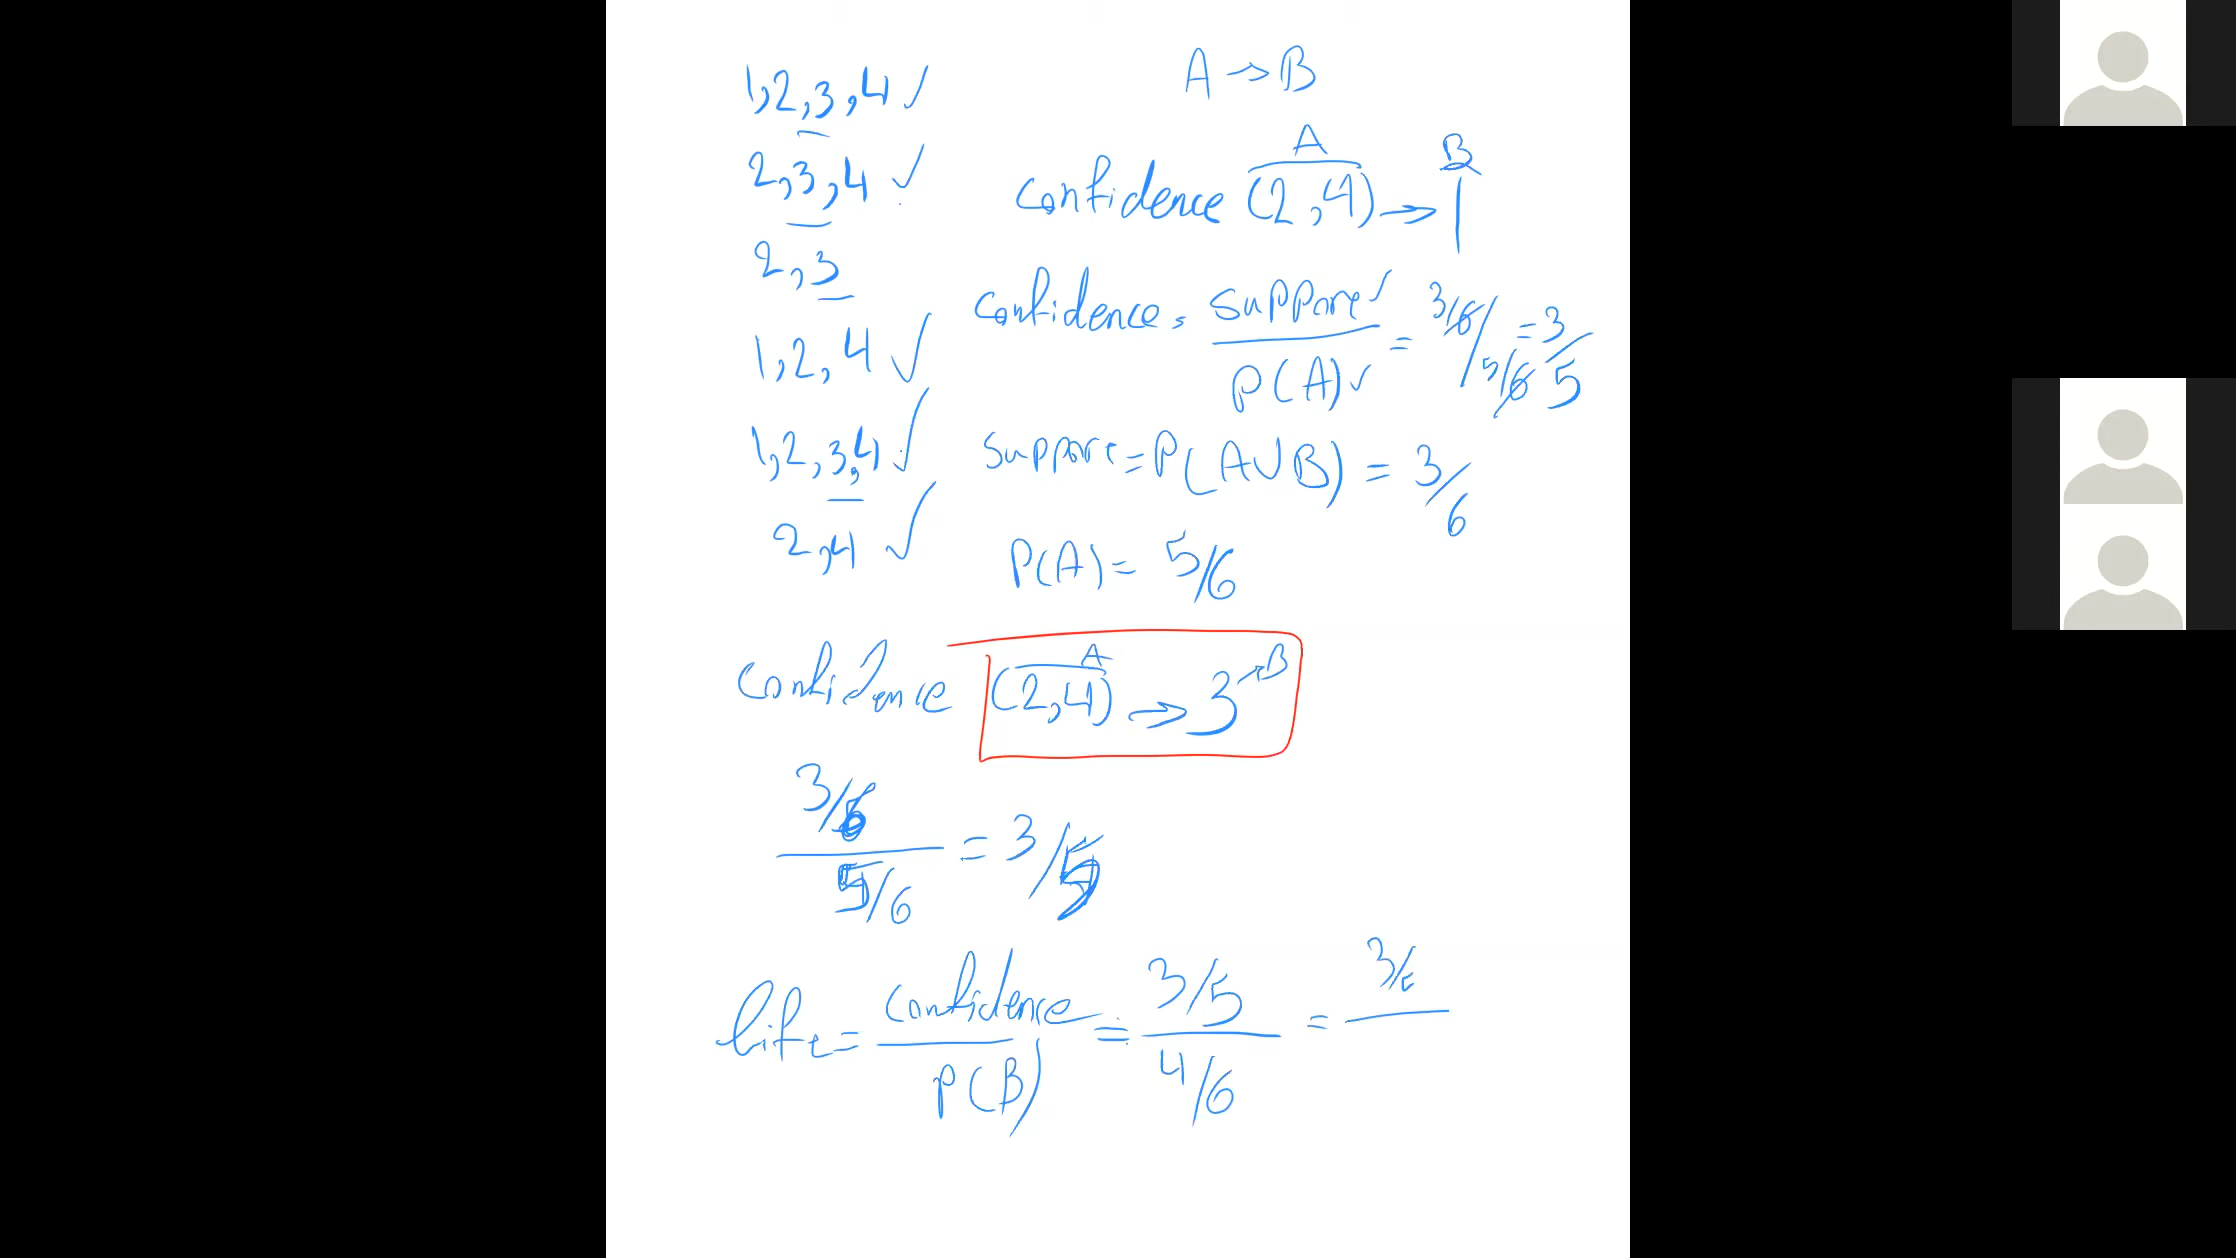 1,2,3,4 ✓
2,3,4 ✓
2,3
1,2,4 ✓
1,2,3,4 ✓
2,4 ✓
A → B
A B
confidence (2,4) → 1
confidence = support ✓ / P(A) ✓ = 3/6 / 5/6 = 3/5
support = P(A∪B) = 3/6
P(A) = 5/6
A
confidence (2,4) → 3 → B
3/6 / 5/6 = 3/5
lift = confidence / P(B) = 3/5 / 4/6 =